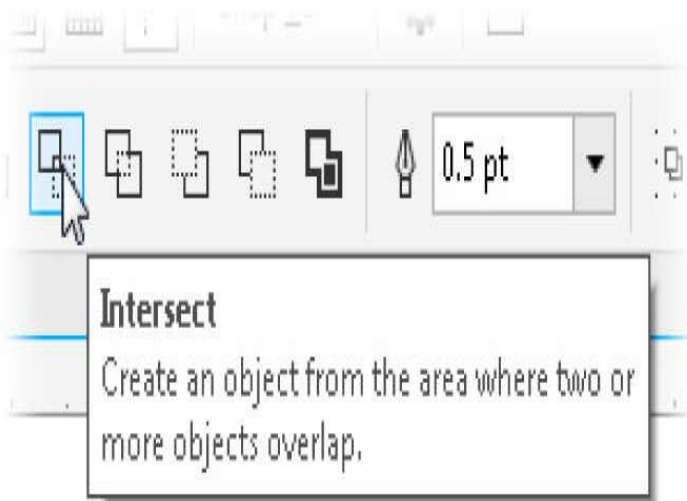 0.5 pt
Intersect
Create an object from the area where two or
more objects overlap.